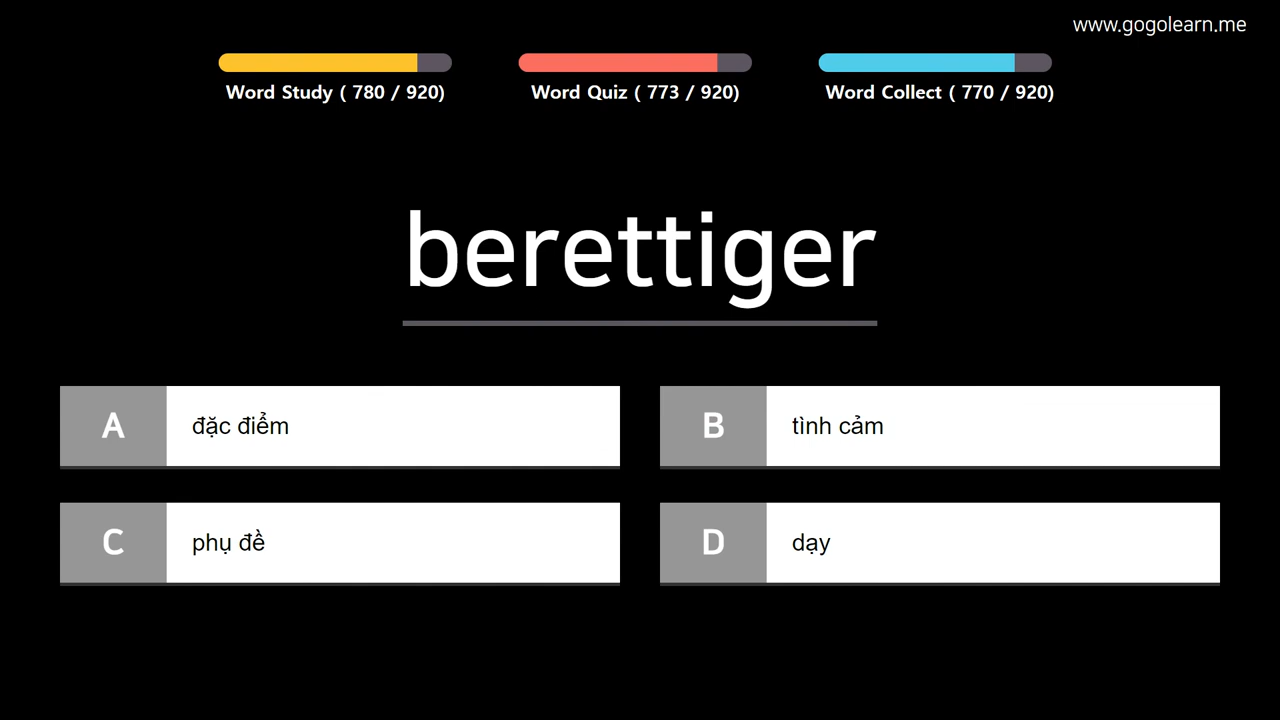 www.gogolearn.me
Word Study ( 780 / 920)
Word Quiz ( 773 / 920)
Word Collect ( 770 / 920)
berettiger
A
đặc điểm
B
tình cảm
C
phụ đề
D
dạy